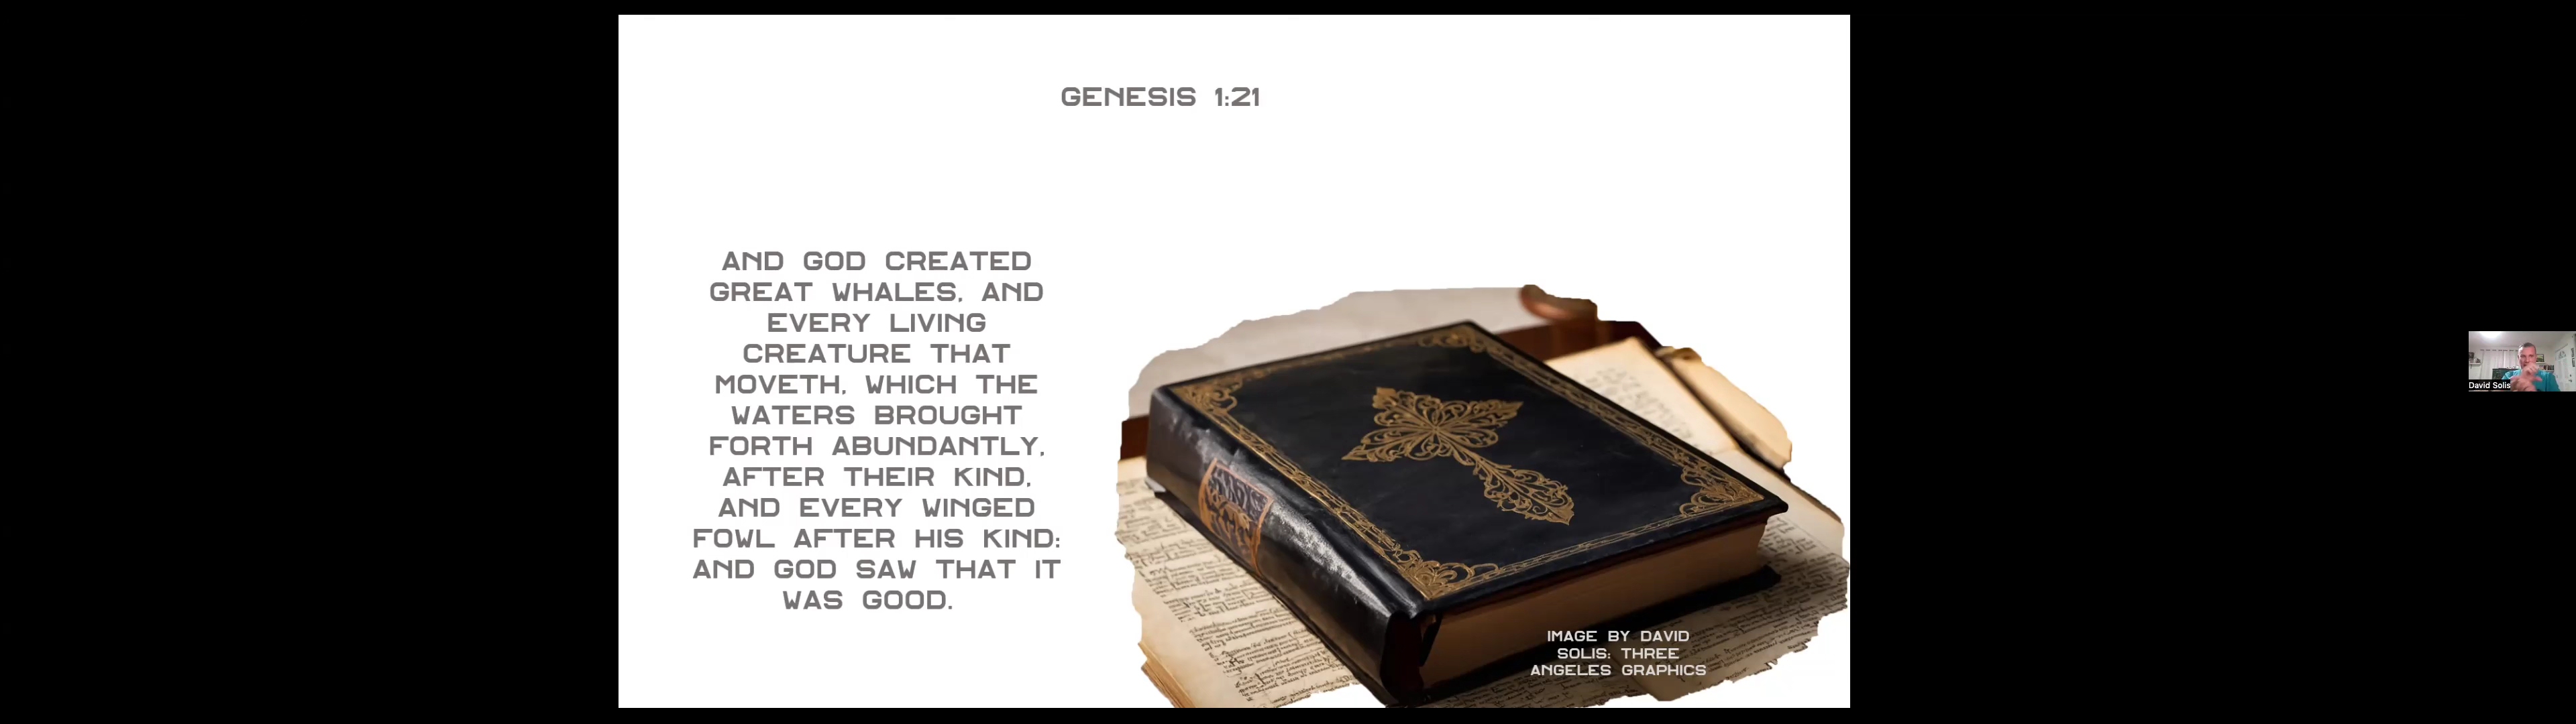 GENESIS 1:21
AND GOD CREATED
GREAT WHALES, AND
EVERY LIVING
CREATURE THAT
MOVETH, WHICH THE
WATERS BROUGHT
FORTH ABUNDANTLY,
AFTER THEIR KIND,
AND EVERY WINGED
FOWL AFTER HIS KIND:
AND GOD SAW THAT IT
WAS GOOD.
IMAGE BY DAVID
SOLIS: THREE
ANGELES GRAPHICS
David Solis